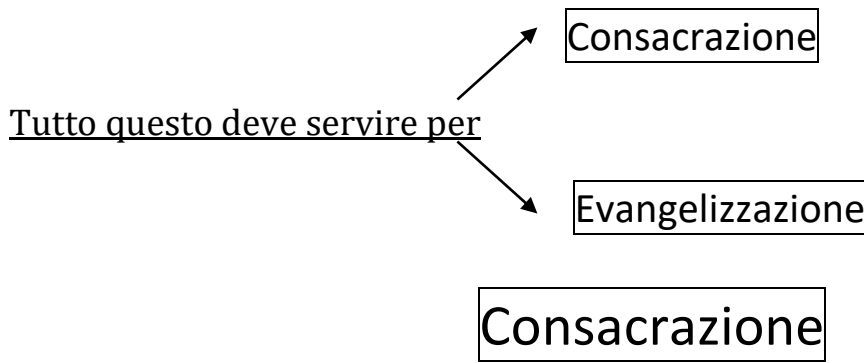 Consacrazione
Tutto questo deve servire per
Evangelizzazione
Consacrazione